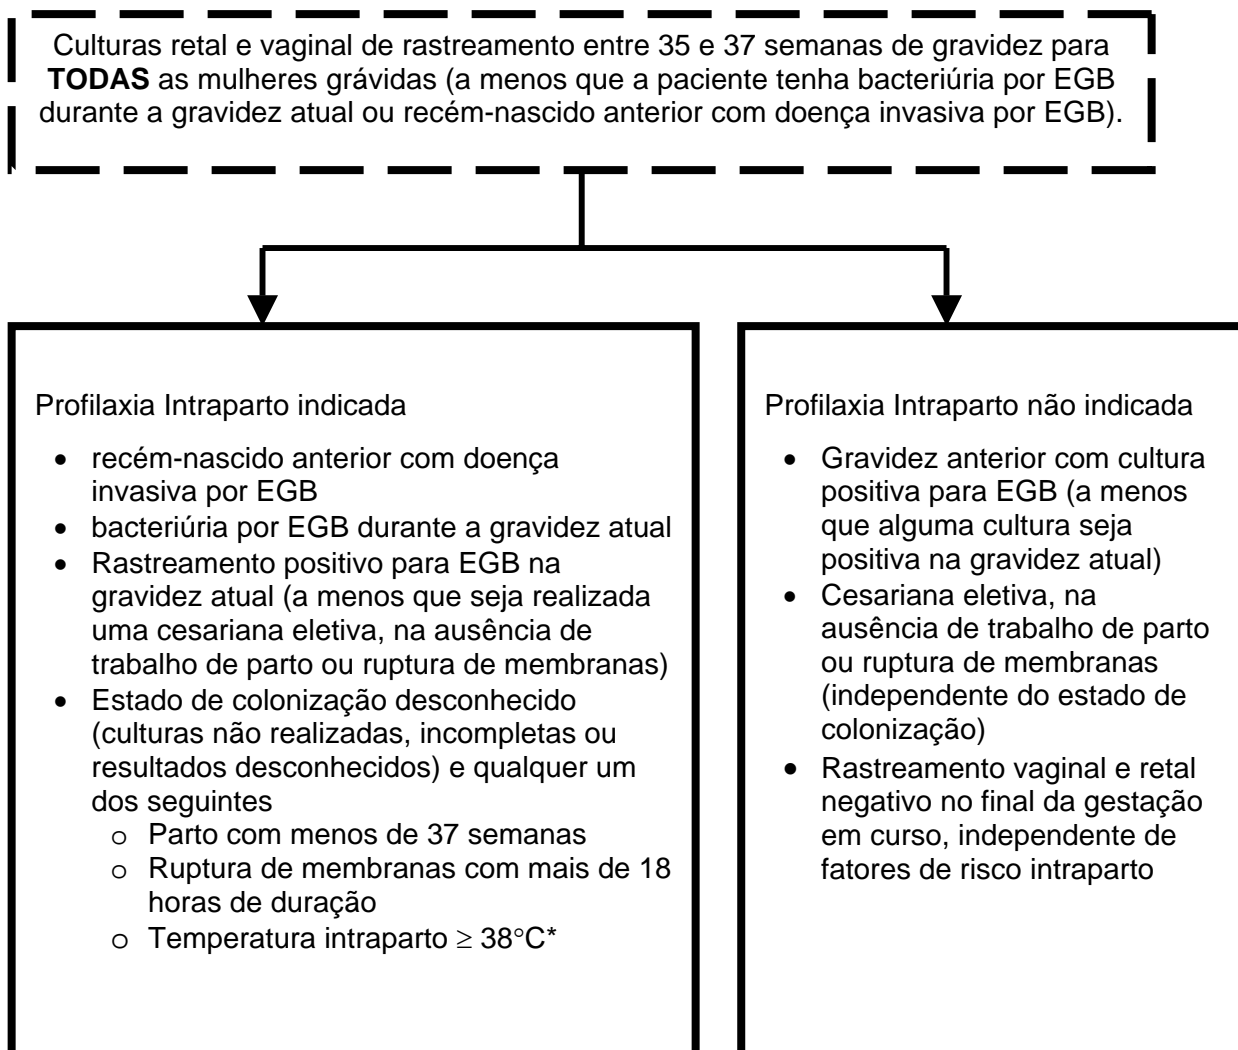 Culturas retal e vaginal de rastreamento entre 35 e 37 semanas de gravidez para
TODAS as mulheres grávidas (a menos que a paciente tenha bacteriúria por EGB
durante a gravidez atual ou recém-nascido anterior com doença invasiva por EGB).
Profilaxia Intraparto indicada
• recém-nascido anterior com doença
invasiva por EGB
• bacteriúria por EGB durante a gravidez atual
• Rastreamento positivo para EGB na
gravidez atual (a menos que seja realizada
uma cesariana eletiva, na ausência de
trabalho de parto ou ruptura de membranas)
• Estado de colonização desconhecido
(culturas não realizadas, incompletas ou
resultados desconhecidos) e qualquer um
dos seguintes
o Parto com menos de 37 semanas
o Ruptura de membranas com mais de 18
horas de duração
o Temperatura intraparto ≥ 38°C*
Profilaxia Intraparto não indicada
• Gravidez anterior com cultura
positiva para EGB (a menos
que alguma cultura seja
positiva na gravidez atual)
• Cesariana eletiva, na
ausência de trabalho de parto
ou ruptura de membranas
(independente do estado de
colonização)
• Rastreamento vaginal e retal
negativo no final da gestação
em curso, independente de
fatores de risco intraparto